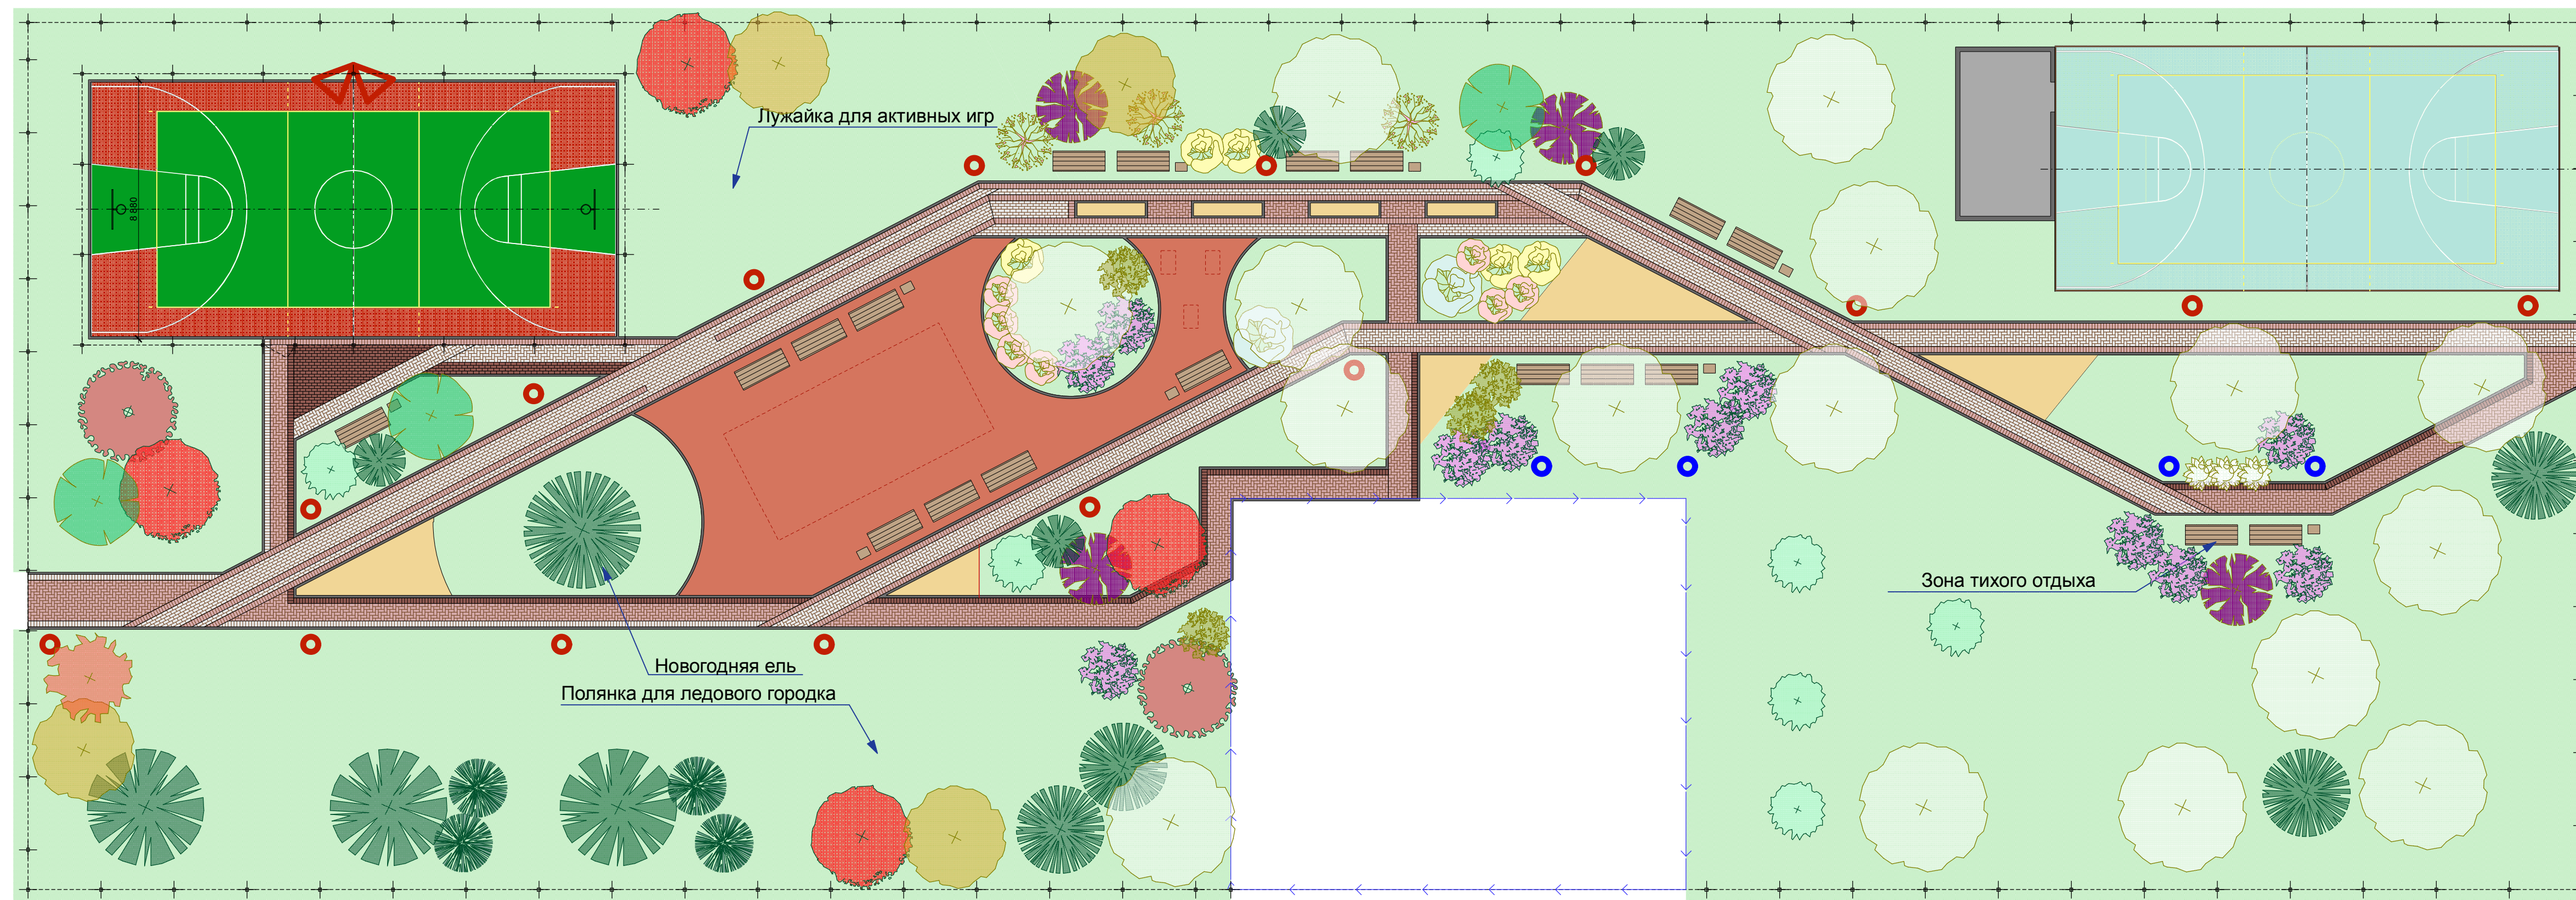 Лужайка для активных игр
8 880
Зона тихого отдыха
Новогодняя ель
Полянка для ледового городка